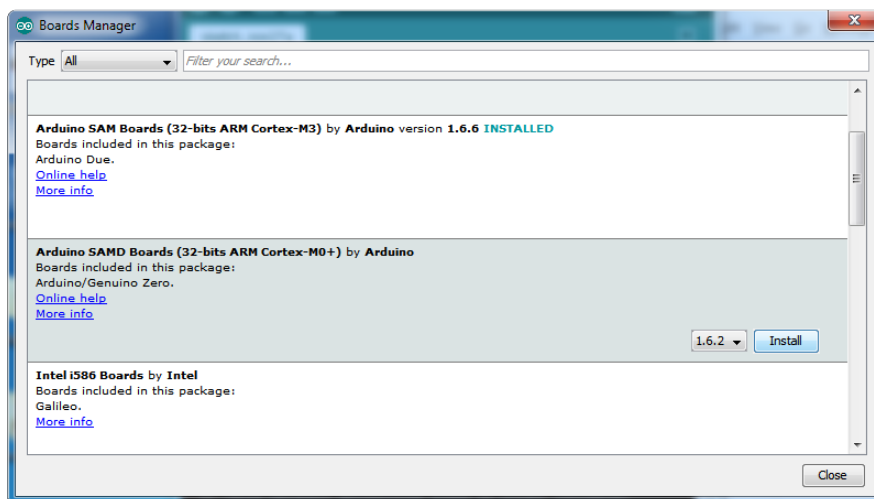 Boards Manager
Type All Filter your search...
Arduino SAM Boards (32-bits ARM Cortex-M3) by Arduino version 1.6.6 INSTALLED
Boards included in this package:
Arduino Due.
Online help
More info
Arduino SAMD Boards (32-bits ARM Cortex-M0+) by Arduino
Boards included in this package:
Arduino/Genuino Zero.
Online help
More info
1.6.2 Install
Intel i586 Boards by Intel
Boards included in this package:
Galileo.
More info
Close